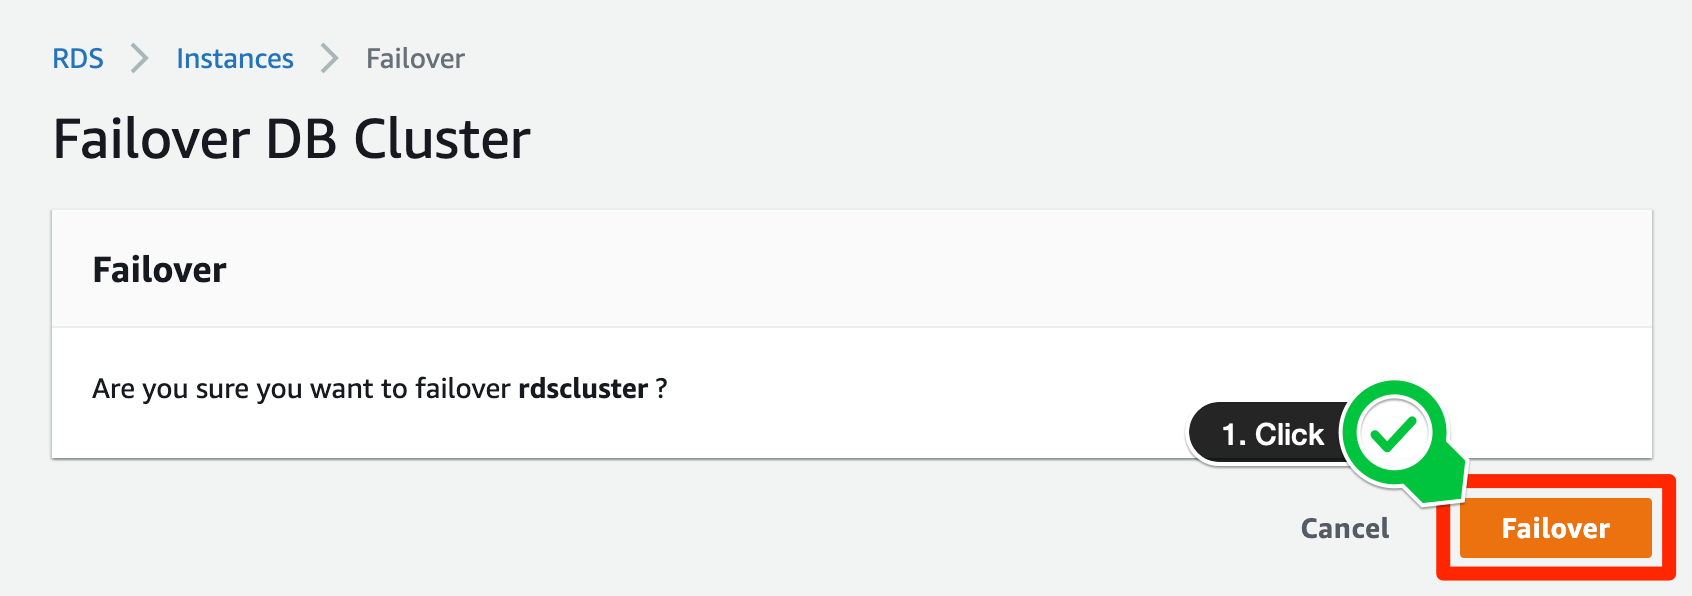 RDS Instances Failover
Failover DB Cluster
Failover
Are you sure you want to failover rdscluster ?
1. Click
Cancel Failover